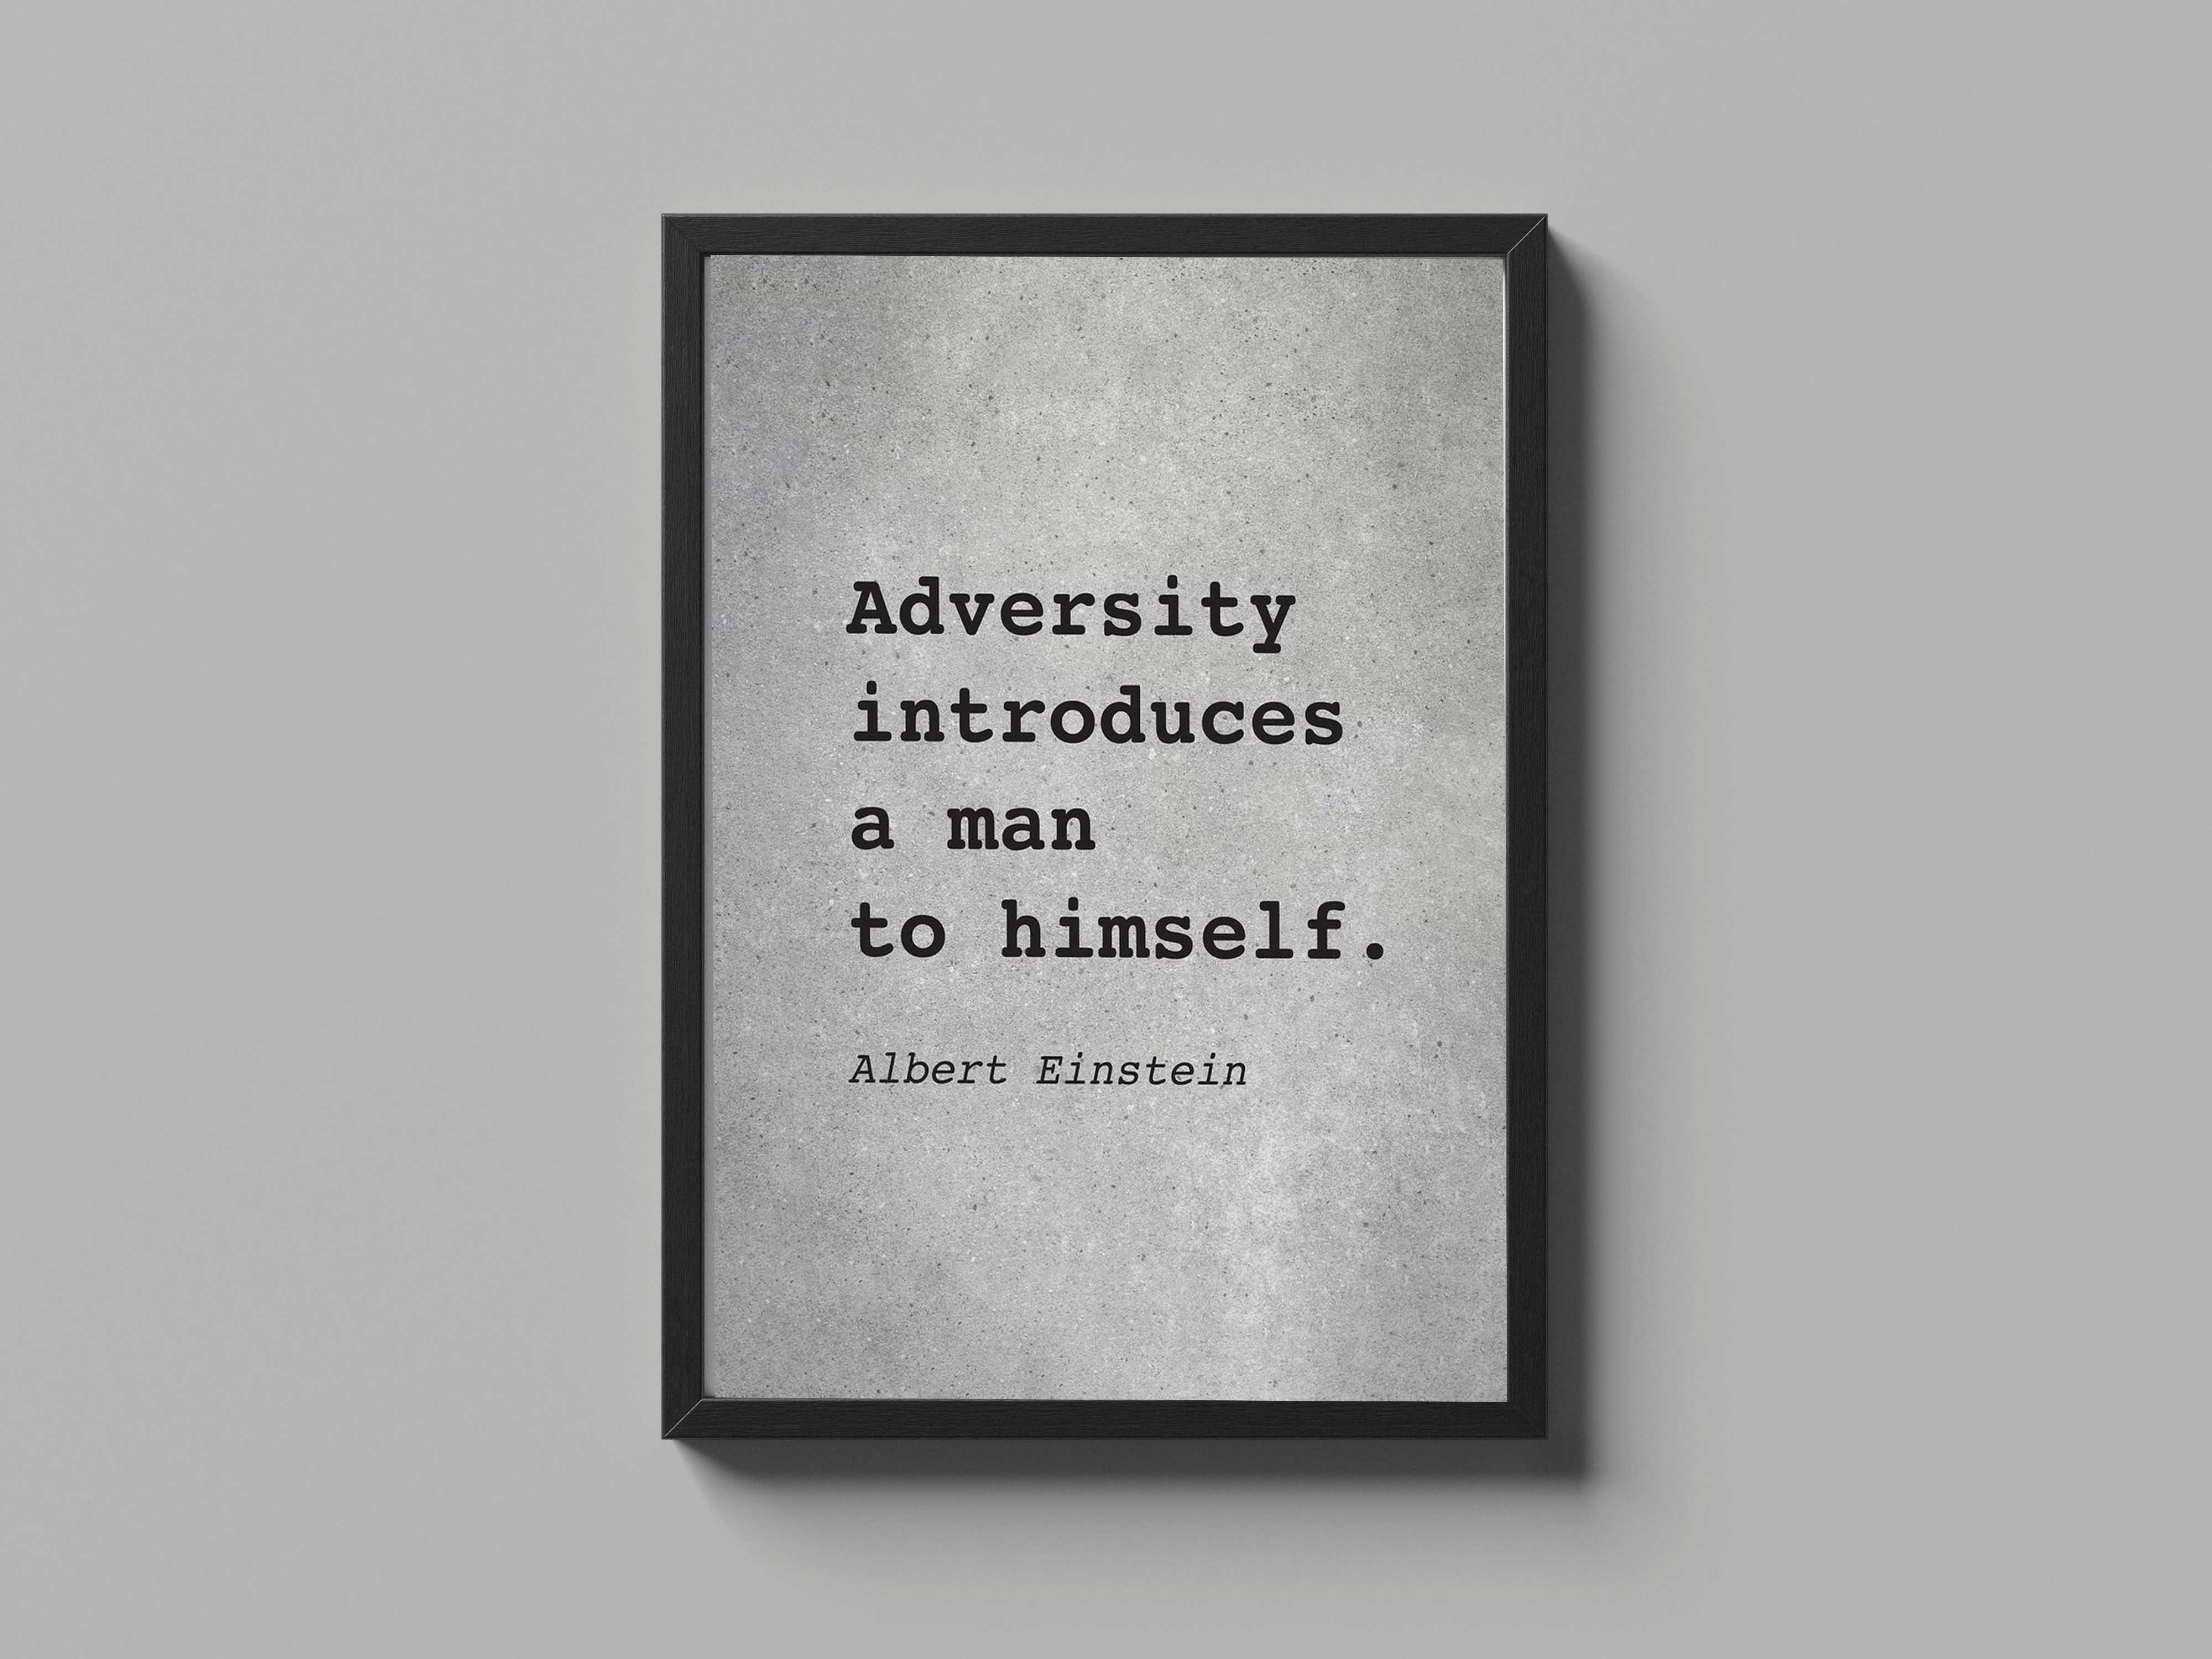 Adversity
introduces
a man
to himself.
Albert Einstein